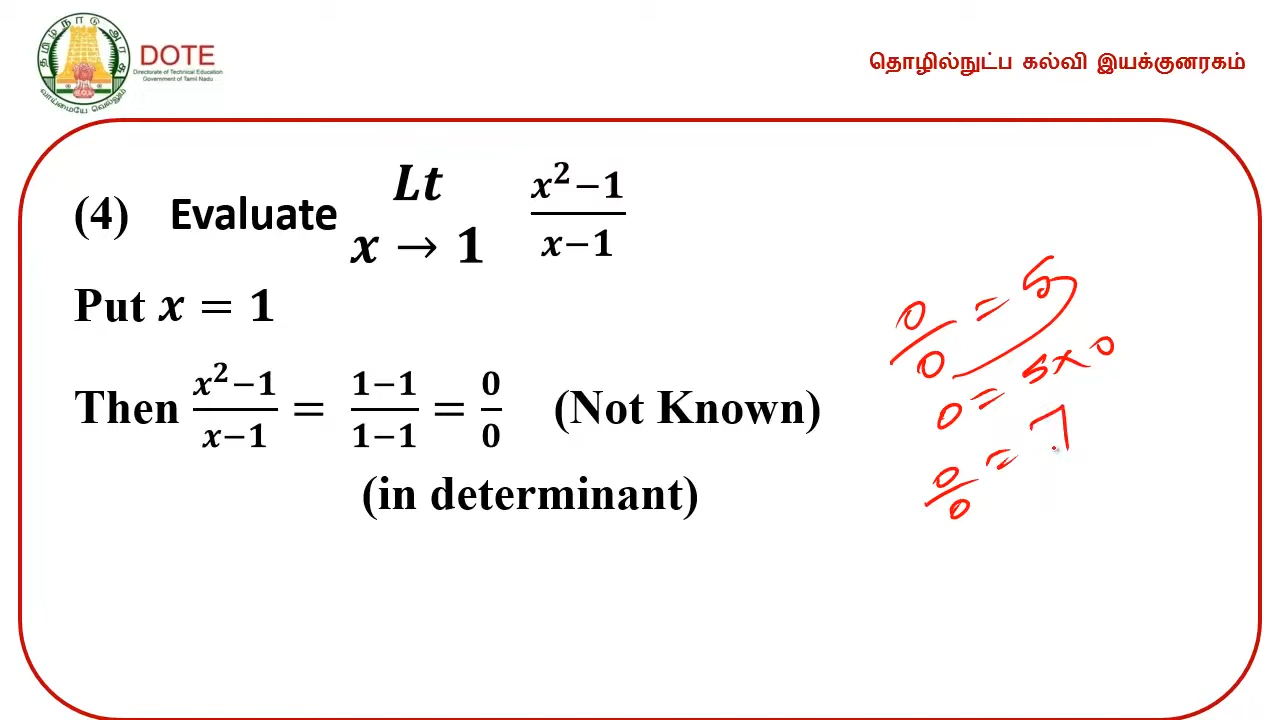 தமிழ்நாடு அரசு
வாய்மையே வெல்லும்
DOTE
Directorate of Technical Education
Government of Tamil Nadu
தொழில்நுட்ப கல்வி இயக்குனரகம்
(4) Evaluate Lt x → 1 (x² − 1)/(x − 1)
Put x = 1
Then (x² − 1)/(x − 1) = (1 − 1)/(1 − 1) = 0/0 (Not Known)
(in determinant)
0/0 = 5
0 = 5 × 0
0/0 = 7